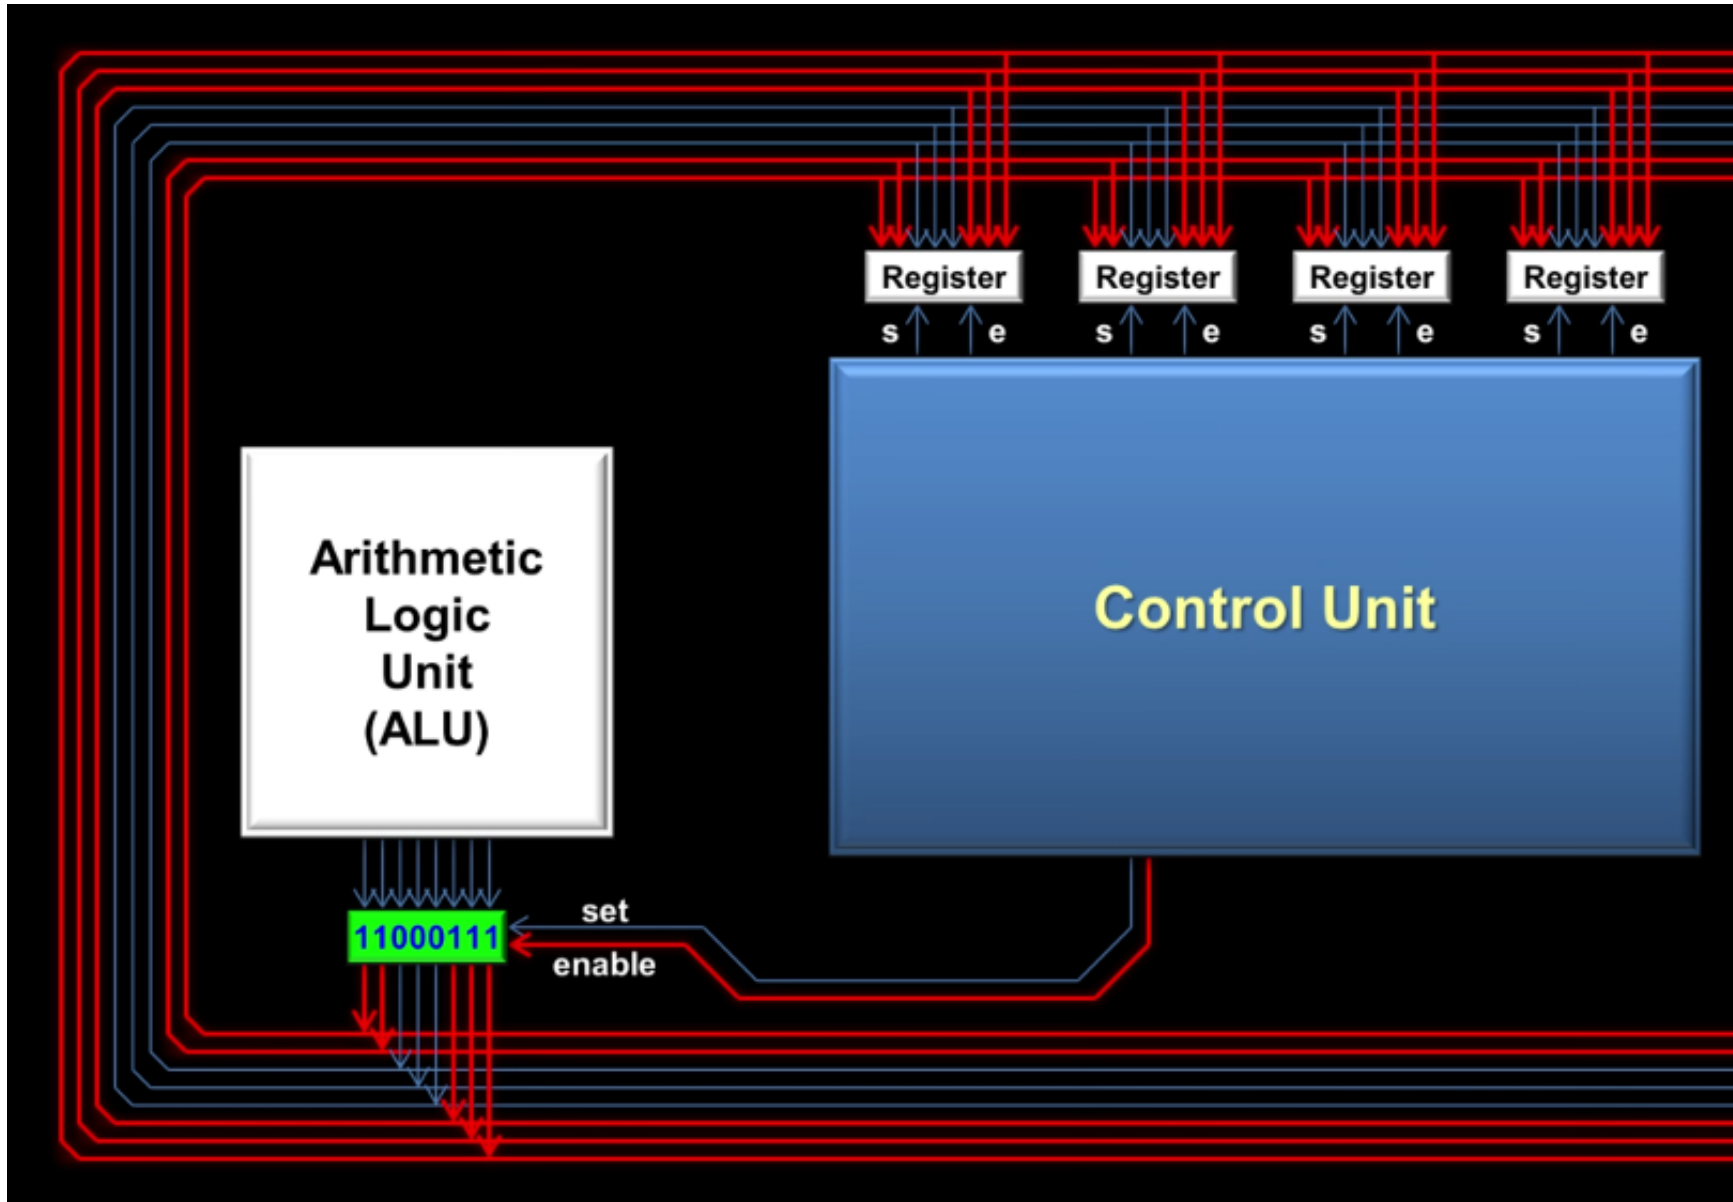 Register Register Register Register
s e s e s e s e
Arithmetic
Logic
Unit
(ALU)
Control Unit
set
11000111
enable